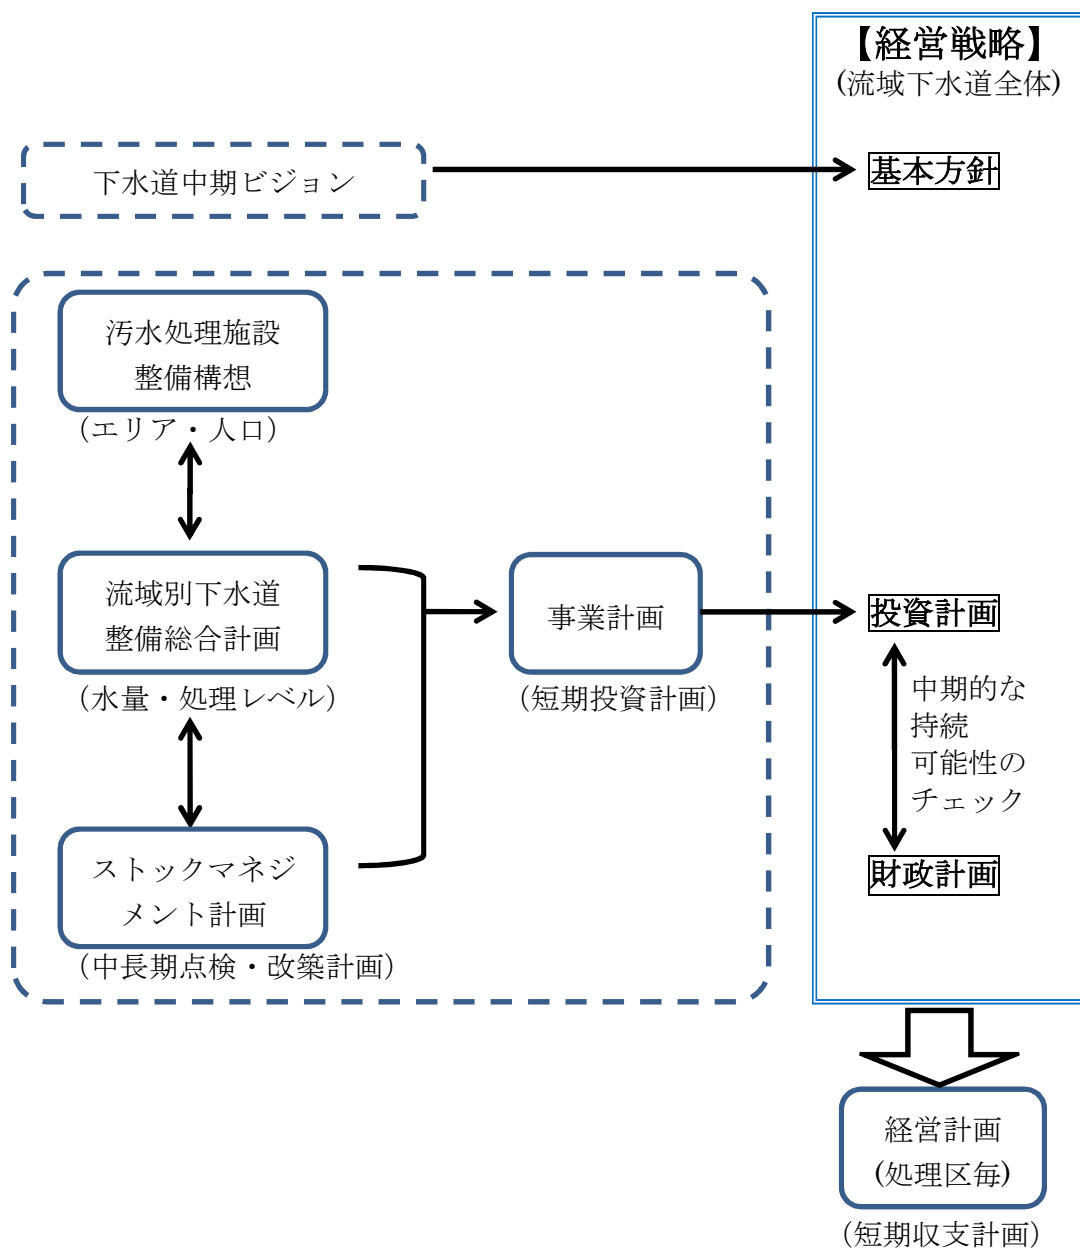 【経営戦略】
(流域下水道全体)
下水道中期ビジョン
基本方針
汚水処理施設
整備構想
（エリア・人口）
流域別下水道
整備総合計画
（水量・処理レベル）
ストックマネジ
メント計画
（中長期点検・改築計画）
事業計画
（短期投資計画）
投資計画
中期的な
持続
可能性の
チェック
財政計画
経営計画
(処理区毎)
（短期収支計画）